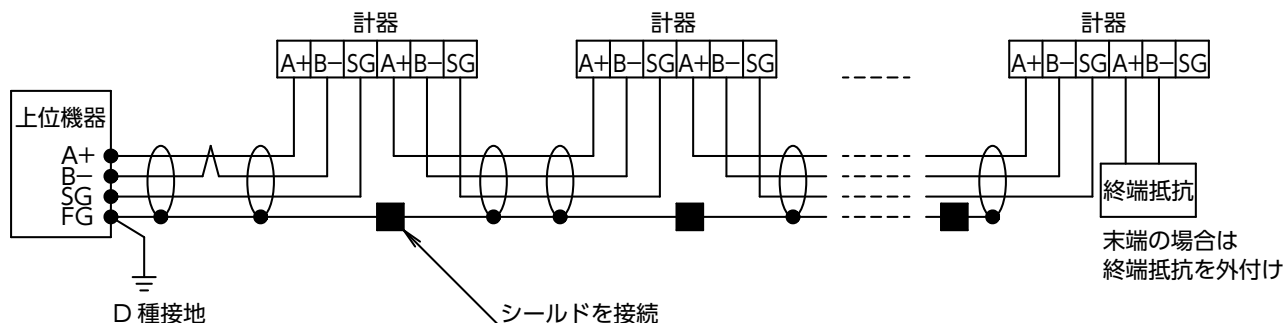 計器
計器
計器
A+ B− SG A+ B− SG
A+ B− SG A+ B− SG
A+ B− SG A+ B− SG
上位機器
A+
B−
SG
FG
終端抵抗
末端の場合は
終端抵抗を外付け
D種接地
シールドを接続